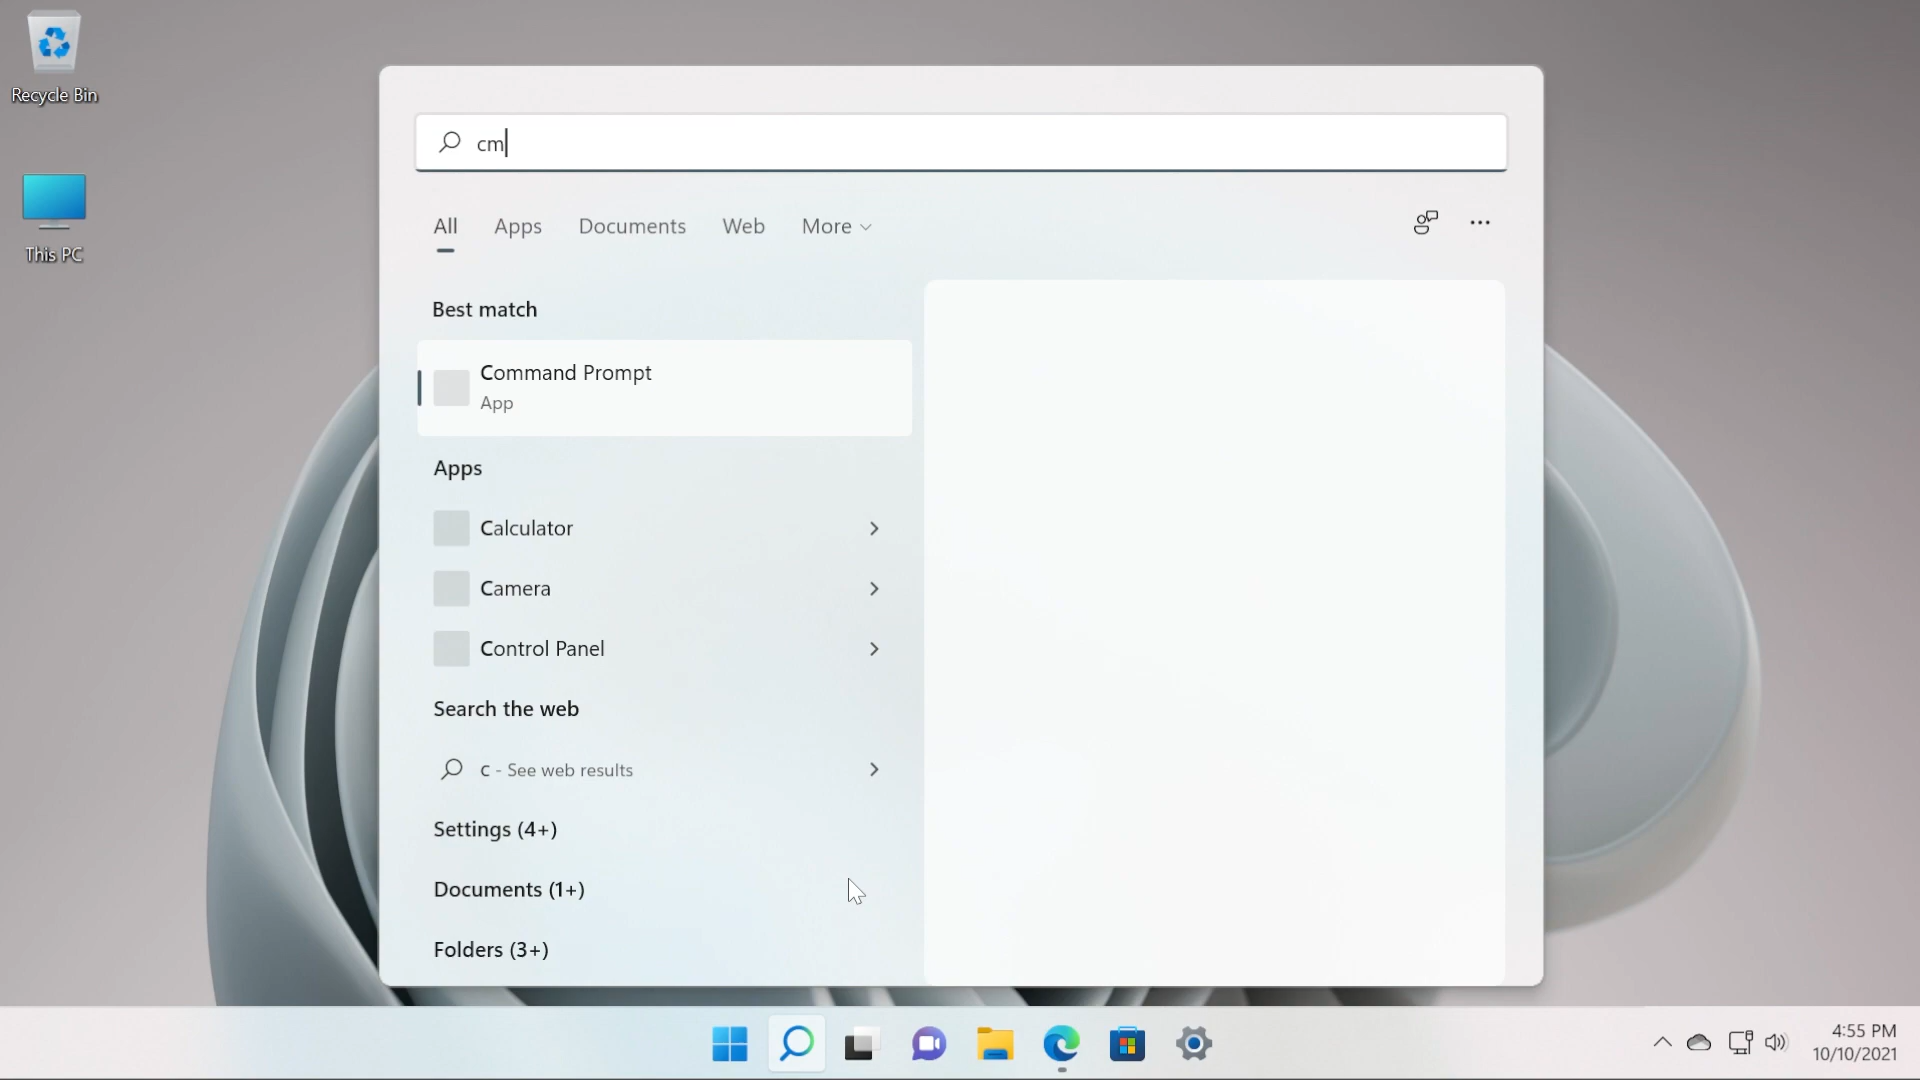 Recycle Bin
This PC
cm
All Apps Documents Web More
Best match
Command Prompt
App
Apps
Calculator
Camera
Control Panel
Search the web
c - See web results
Settings (4+)
Documents (1+)
Folders (3+)
4:55 PM
10/10/2021